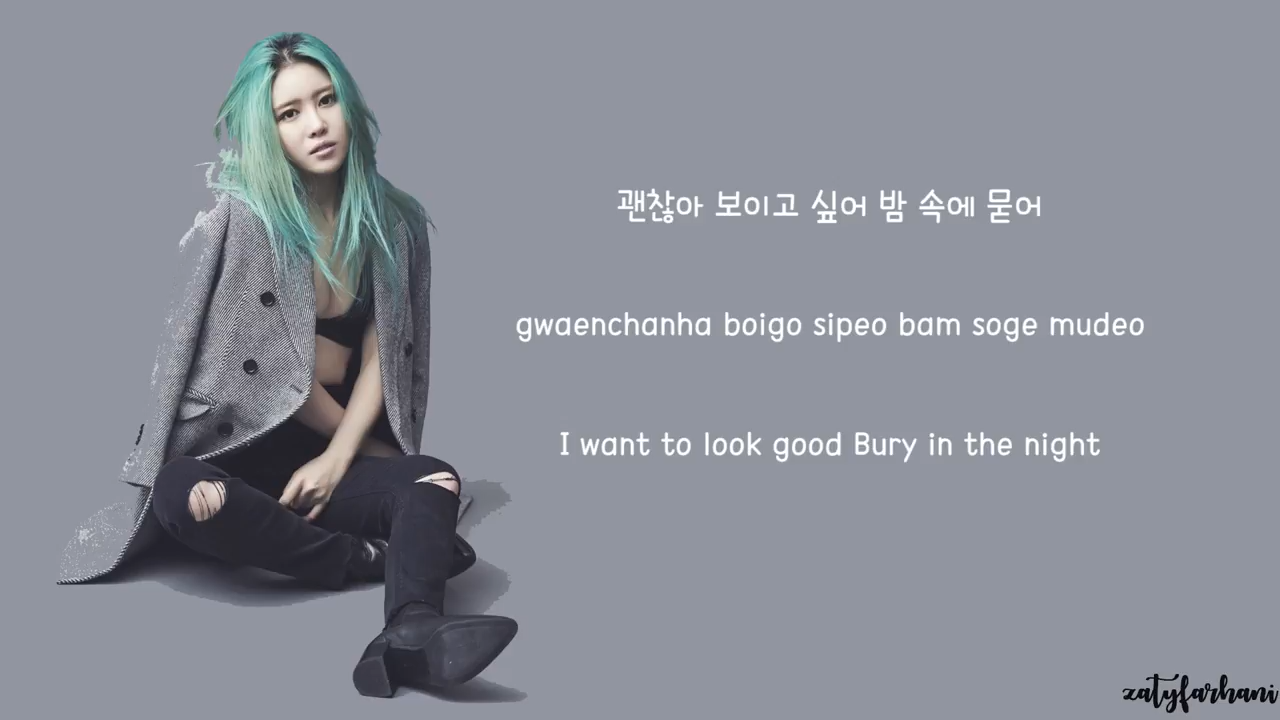 괜찮아 보이고 싶어 밤 속에 묻어
gwaenchanha boigo sipeo bam soge mudeo
I want to look good Bury in the night
zatyfarhani